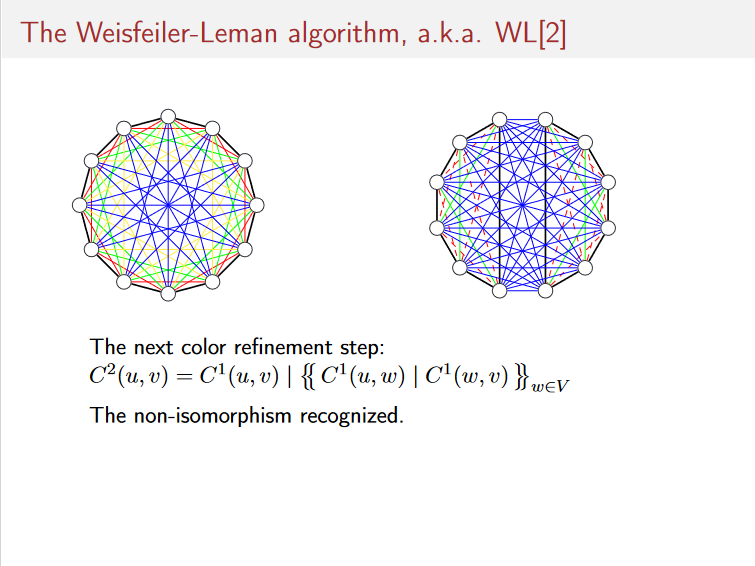 The Weisfeiler-Leman algorithm, a.k.a. WL[2]
The next color refinement step:
C²(u, v) = C¹(u, v) | {{ C¹(u, w) | C¹(w, v) }}w∈V
The non-isomorphism recognized.